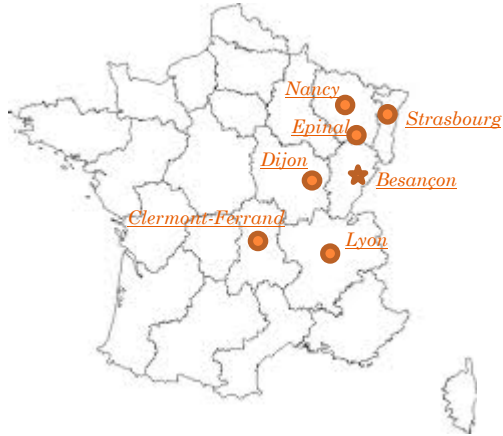 Nancy
Strasbourg
Epinal
Dijon
Besançon
Clermont-Ferrand
Lyon